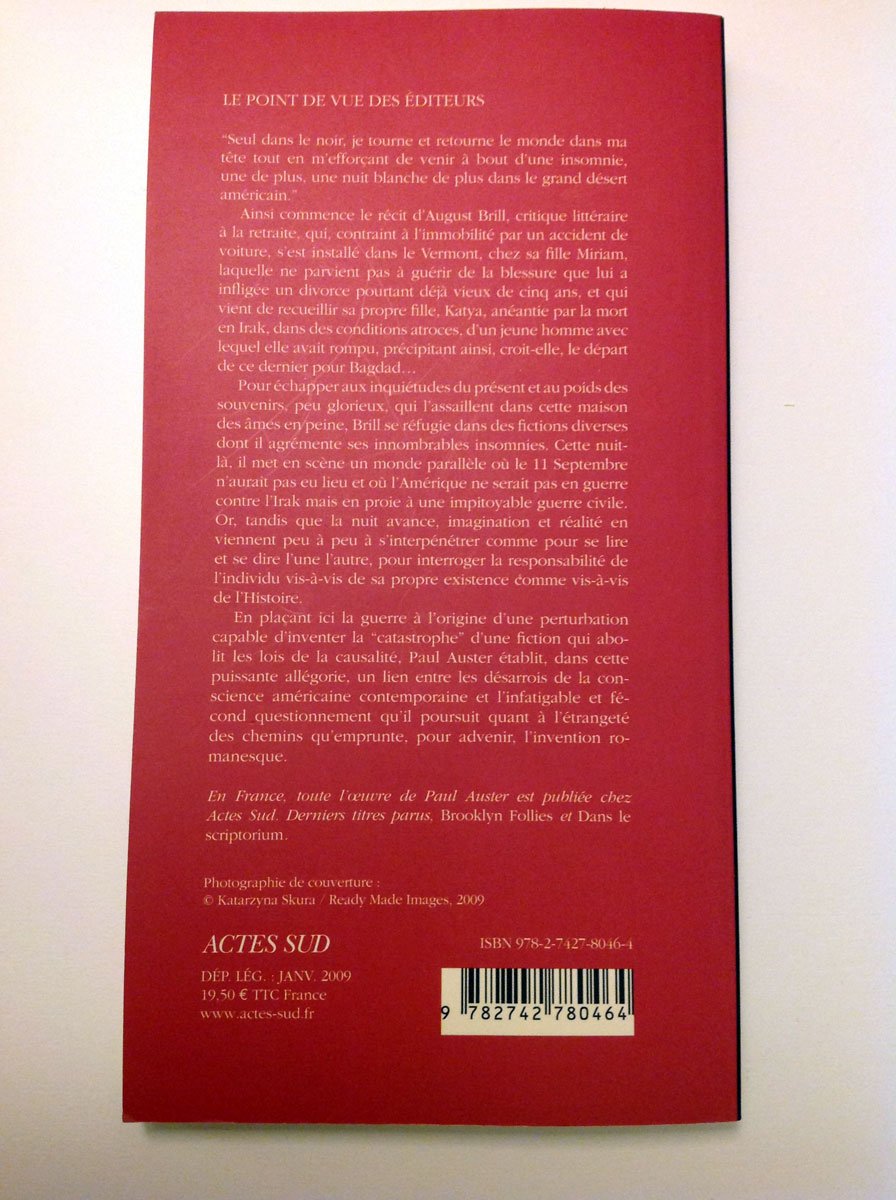 LE POINT DE VUE DES ÉDITEURS
“Seul dans le noir, je tourne et retourne le monde dans ma
tête tout en m’efforçant de venir à bout d’une insomnie,
une de plus, une nuit blanche de plus dans le grand désert
américain.”
Ainsi commence le récit d’August Brill, critique littéraire
à la retraite, qui, contraint à l’immobilité par un accident de
voiture, s’est installé dans le Vermont, chez sa fille Miriam,
laquelle ne parvient pas à guérir de la blessure que lui a
infligée un divorce pourtant déjà vieux de cinq ans, et qui
vient de recueillir sa propre fille, Katya, anéantie par la mort
en Irak, dans des conditions atroces, d’un jeune homme avec
lequel elle avait rompu, précipitant ainsi, croit-elle, le départ
de ce dernier pour Bagdad…
Pour échapper aux inquiétudes du présent et au poids des
souvenirs, peu glorieux, qui l’assaillent dans cette maison
des âmes en peine, Brill se réfugie dans des fictions diverses
dont il agrémente ses innombrables insomnies. Cette nuit-
là, il met en scène un monde parallèle où le 11 Septembre
n’aurait pas eu lieu et où l’Amérique ne serait pas en guerre
contre l’Irak mais en proie à une impitoyable guerre civile.
Or, tandis que la nuit avance, imagination et réalité en
viennent peu à peu à s’interpénétrer comme pour se lire
et se dire l’une l’autre, pour interroger la responsabilité de
l’individu vis-à-vis de sa propre existence comme vis-à-vis
de l’Histoire.
En plaçant ici la guerre à l’origine d’une perturbation
capable d’inventer la “catastrophe” d’une fiction qui abo-
lit les lois de la causalité, Paul Auster établit, dans cette
puissante allégorie, un lien entre les désarrois de la con-
science américaine contemporaine et l’infatigable et fé-
cond questionnement qu’il poursuit quant à l’étrangeté
des chemins qu’emprunte, pour advenir, l’invention ro-
manesque.
En France, toute l’œuvre de Paul Auster est publiée chez
Actes Sud. Derniers titres parus, Brooklyn Follies et Dans le
scriptorium.
Photographie de couverture :
© Katarzyna Skura / Ready Made Images, 2009
ACTES SUD
ISBN 978-2-7427-8046-4
DÉP. LÉG. : JANV. 2009
19,50 € TTC France
www.actes-sud.fr
9 782742 780464